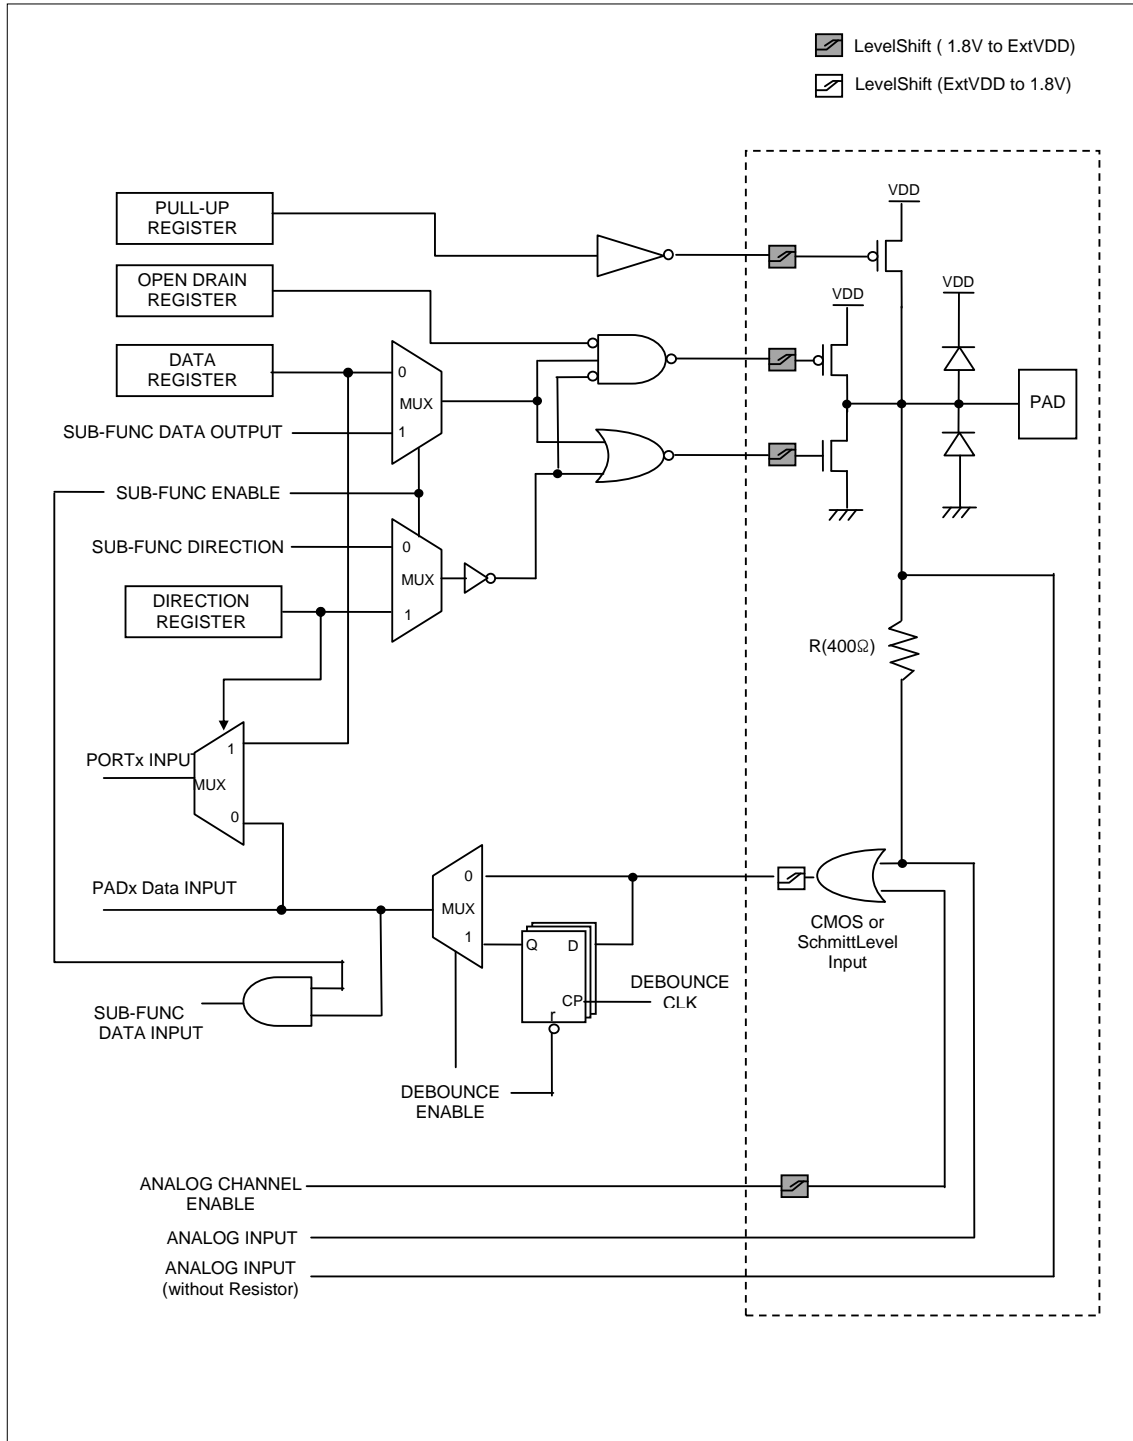 LevelShift ( 1.8V to ExtVDD)
LevelShift (ExtVDD to 1.8V)
VDD
PULL-UP
REGISTER
OPEN DRAIN
REGISTER
VDD
VDD
DATA
REGISTER
0
MUX
1
PAD
SUB-FUNC DATA OUTPUT
SUB-FUNC ENABLE
SUB-FUNC DIRECTION
0
MUX
1
DIRECTION
REGISTER
R(400Ω)
PORTx INPUT
1
MUX
0
PADx Data INPUT
0
MUX
1
Q
D
CP
r
CMOS or
SchmittLevel
Input
DEBOUNCE
CLK
SUB-FUNC
DATA INPUT
DEBOUNCE
ENABLE
ANALOG CHANNEL
ENABLE
ANALOG INPUT
ANALOG INPUT
(without Resistor)